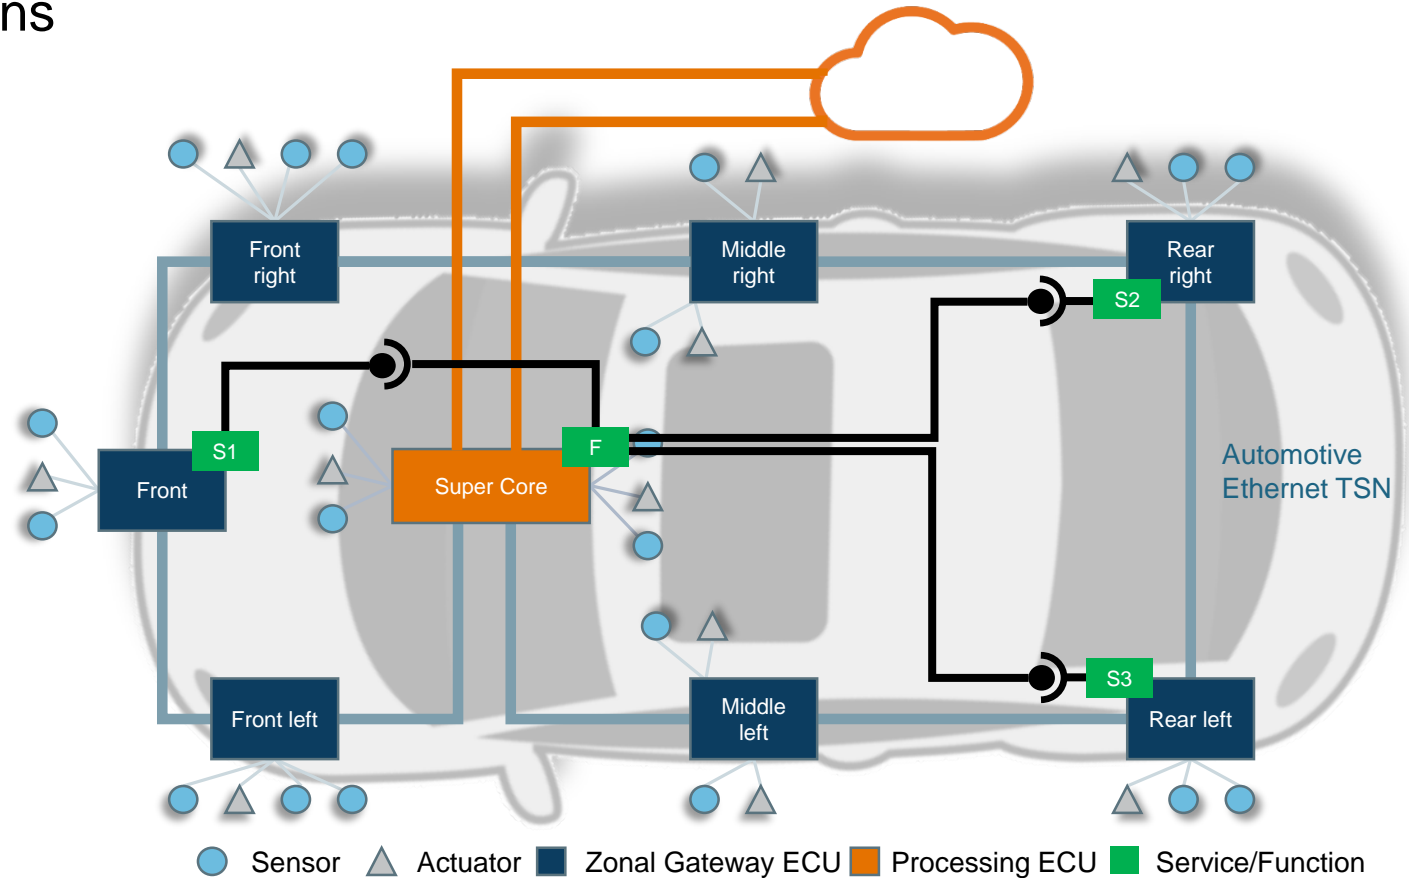 ns
Front
right
Middle
right
Rear
right
S2
S1
F
Front
Super Core
Automotive
Ethernet TSN
S3
Front left
Middle
left
Rear left
Sensor
Actuator
Zonal Gateway ECU
Processing ECU
Service/Function